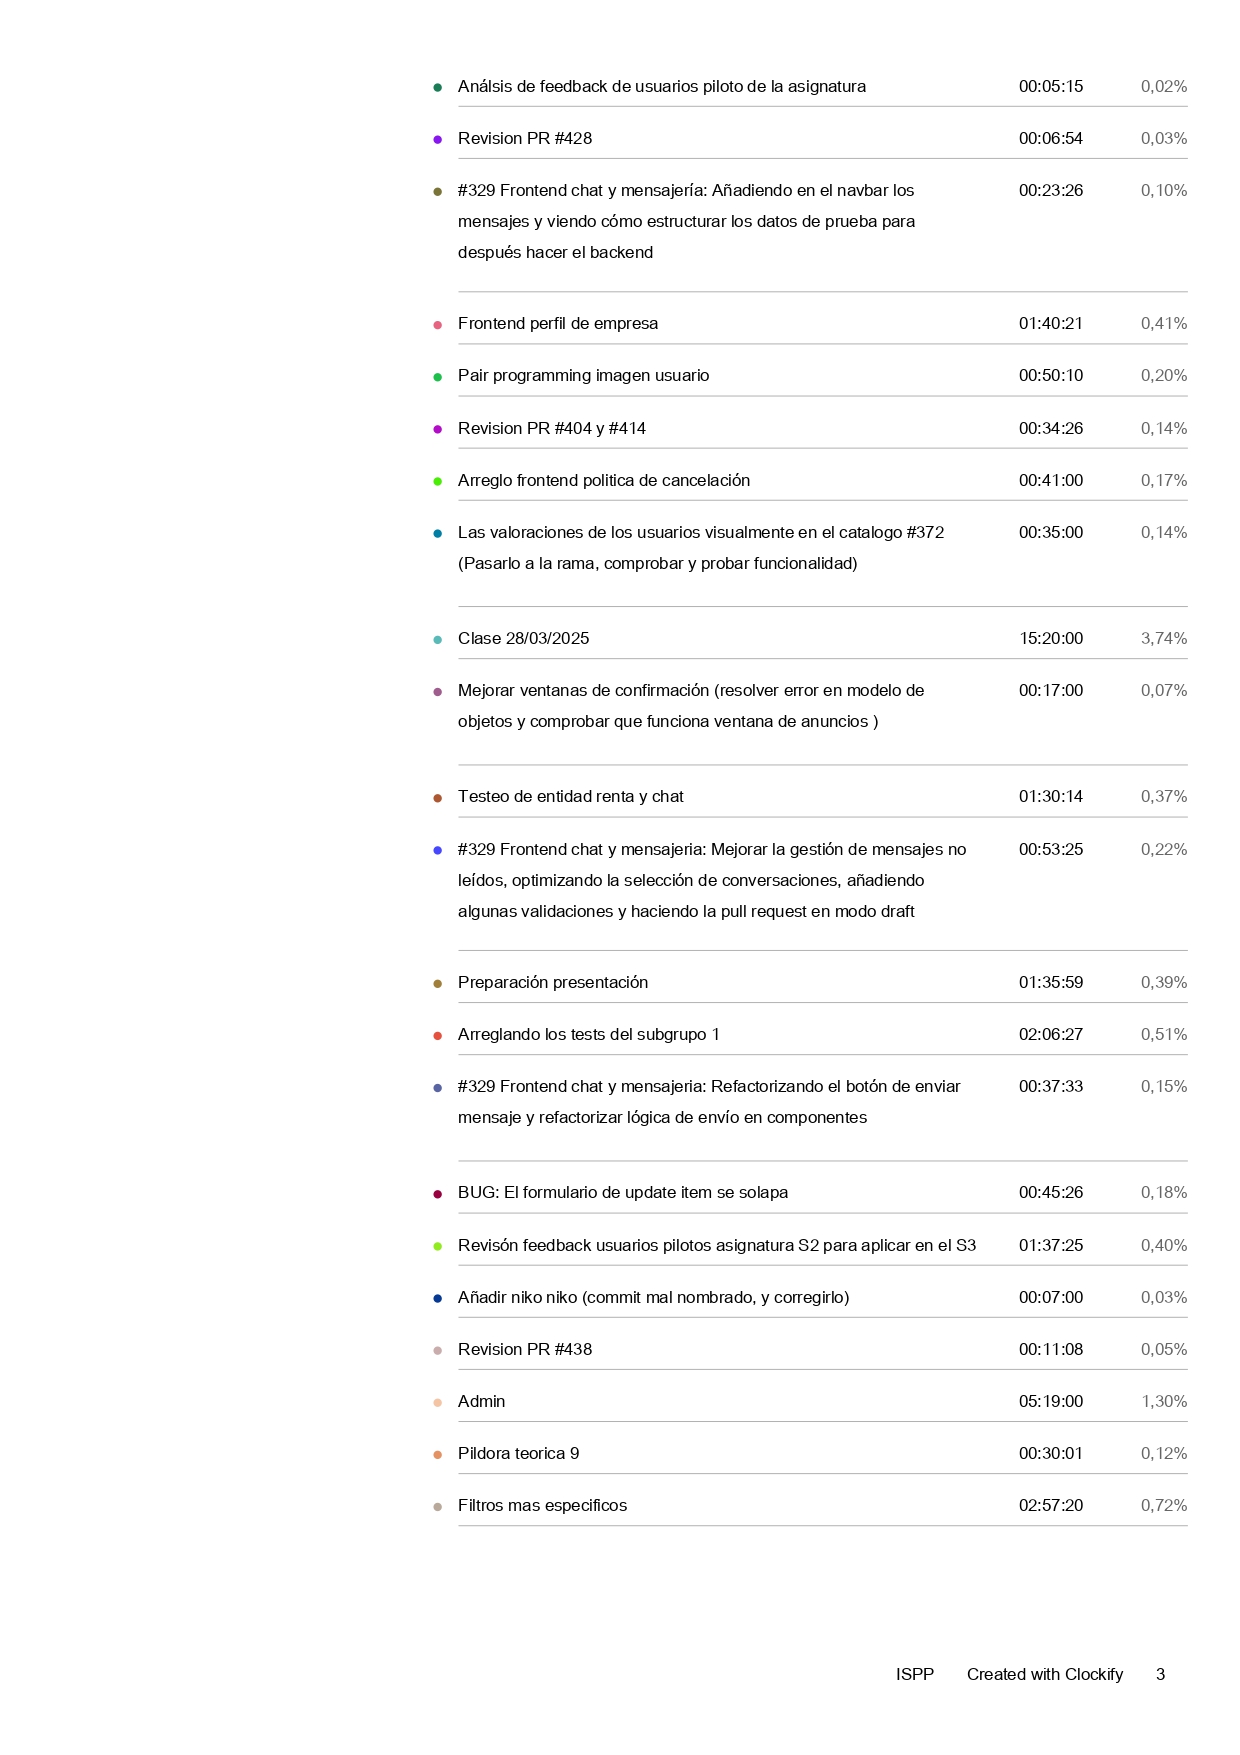 Análsis de feedback de usuarios piloto de la asignatura 00:05:15 0,02%
Revision PR #428 00:06:54 0,03%
#329 Frontend chat y mensajería: Añadiendo en el navbar los 00:23:26 0,10%
mensajes y viendo cómo estructurar los datos de prueba para
después hacer el backend
Frontend perfil de empresa 01:40:21 0,41%
Pair programming imagen usuario 00:50:10 0,20%
Revision PR #404 y #414 00:34:26 0,14%
Arreglo frontend politica de cancelación 00:41:00 0,17%
Las valoraciones de los usuarios visualmente en el catalogo #372 00:35:00 0,14%
(Pasarlo a la rama, comprobar y probar funcionalidad)
Clase 28/03/2025 15:20:00 3,74%
Mejorar ventanas de confirmación (resolver error en modelo de 00:17:00 0,07%
objetos y comprobar que funciona ventana de anuncios )
Testeo de entidad renta y chat 01:30:14 0,37%
#329 Frontend chat y mensajeria: Mejorar la gestión de mensajes no 00:53:25 0,22%
leídos, optimizando la selección de conversaciones, añadiendo
algunas validaciones y haciendo la pull request en modo draft
Preparación presentación 01:35:59 0,39%
Arreglando los tests del subgrupo 1 02:06:27 0,51%
#329 Frontend chat y mensajeria: Refactorizando el botón de enviar 00:37:33 0,15%
mensaje y refactorizar lógica de envío en componentes
BUG: El formulario de update item se solapa 00:45:26 0,18%
Revisón feedback usuarios pilotos asignatura S2 para aplicar en el S3 01:37:25 0,40%
Añadir niko niko (commit mal nombrado, y corregirlo) 00:07:00 0,03%
Revision PR #438 00:11:08 0,05%
Admin 05:19:00 1,30%
Pildora teorica 9 00:30:01 0,12%
Filtros mas especificos 02:57:20 0,72%
ISPP Created with Clockify 3